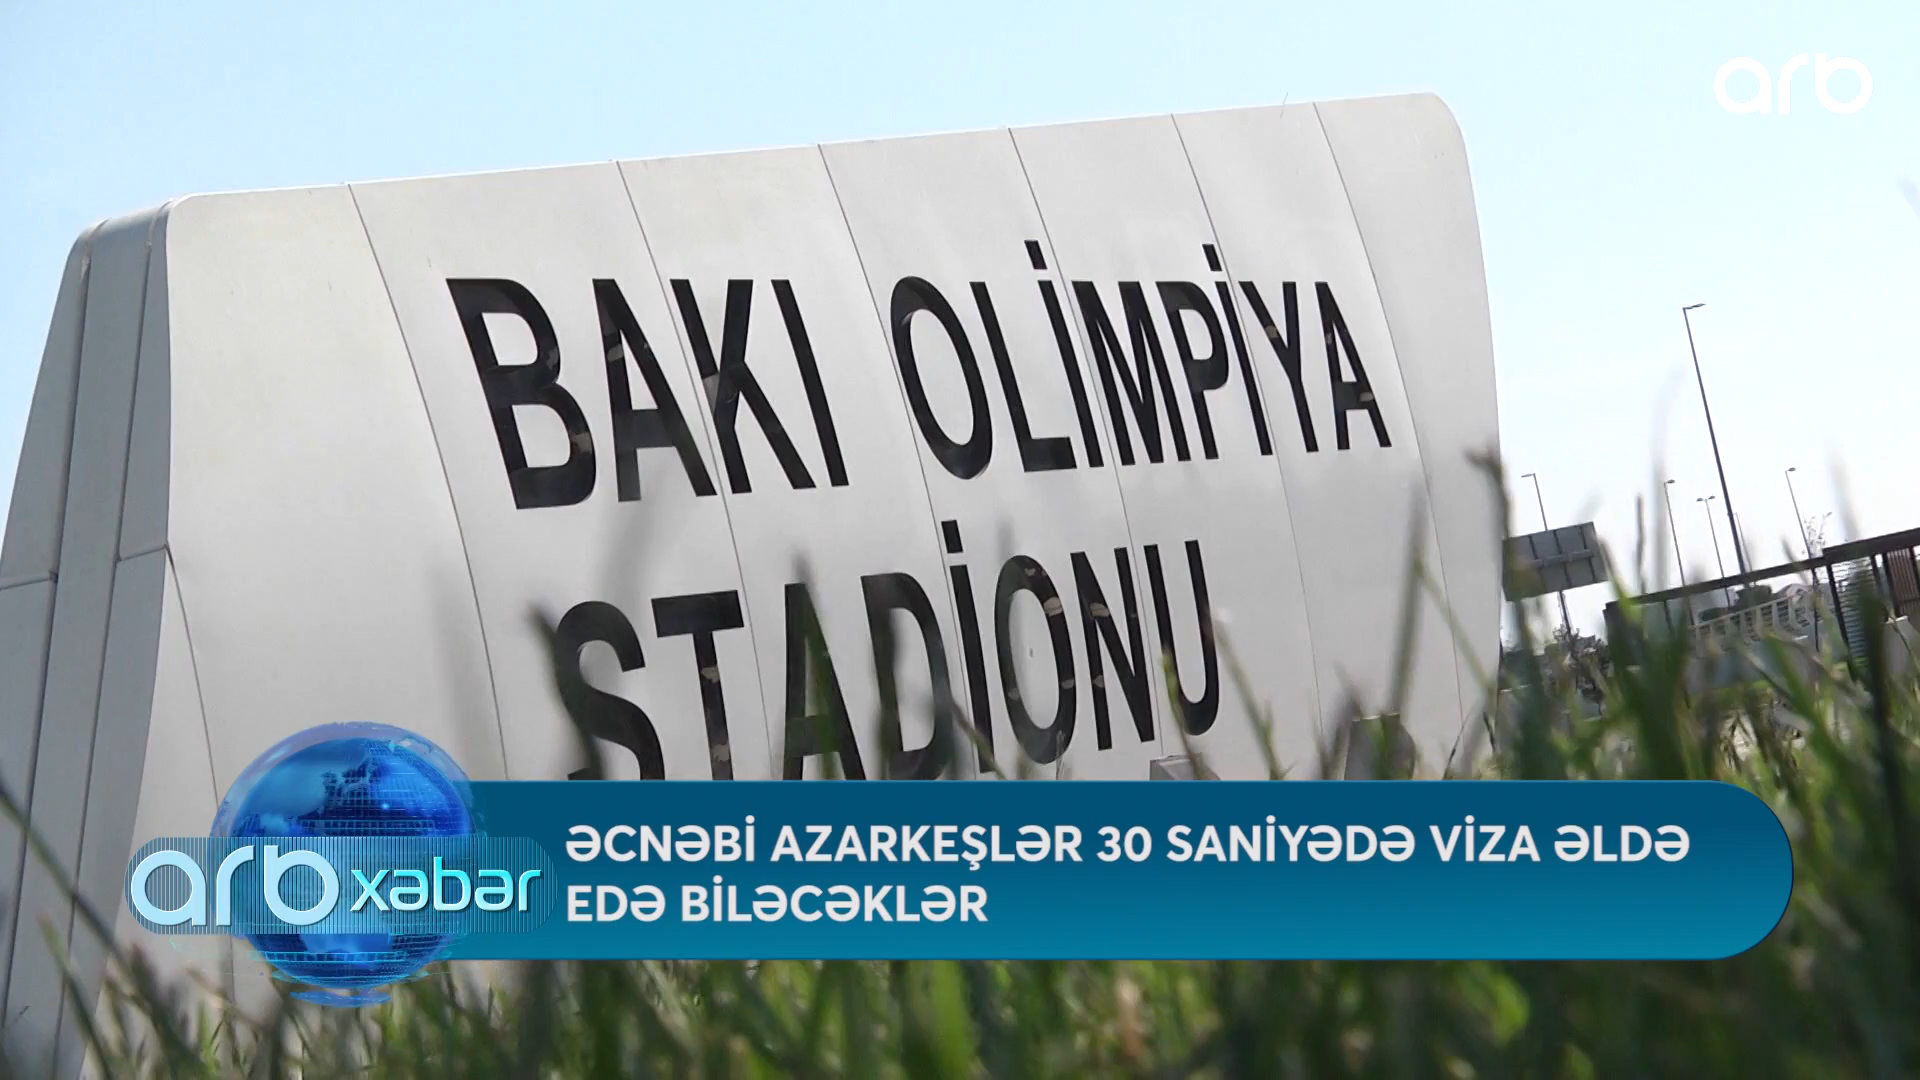 arb
BAKI OLİMPİYA
STADİONU
arb xəbər
ƏCNƏBİ AZARKEŞLƏR 30 SANİYƏDƏ VİZA ƏLDƏ
EDƏ BİLƏCƏKLƏR